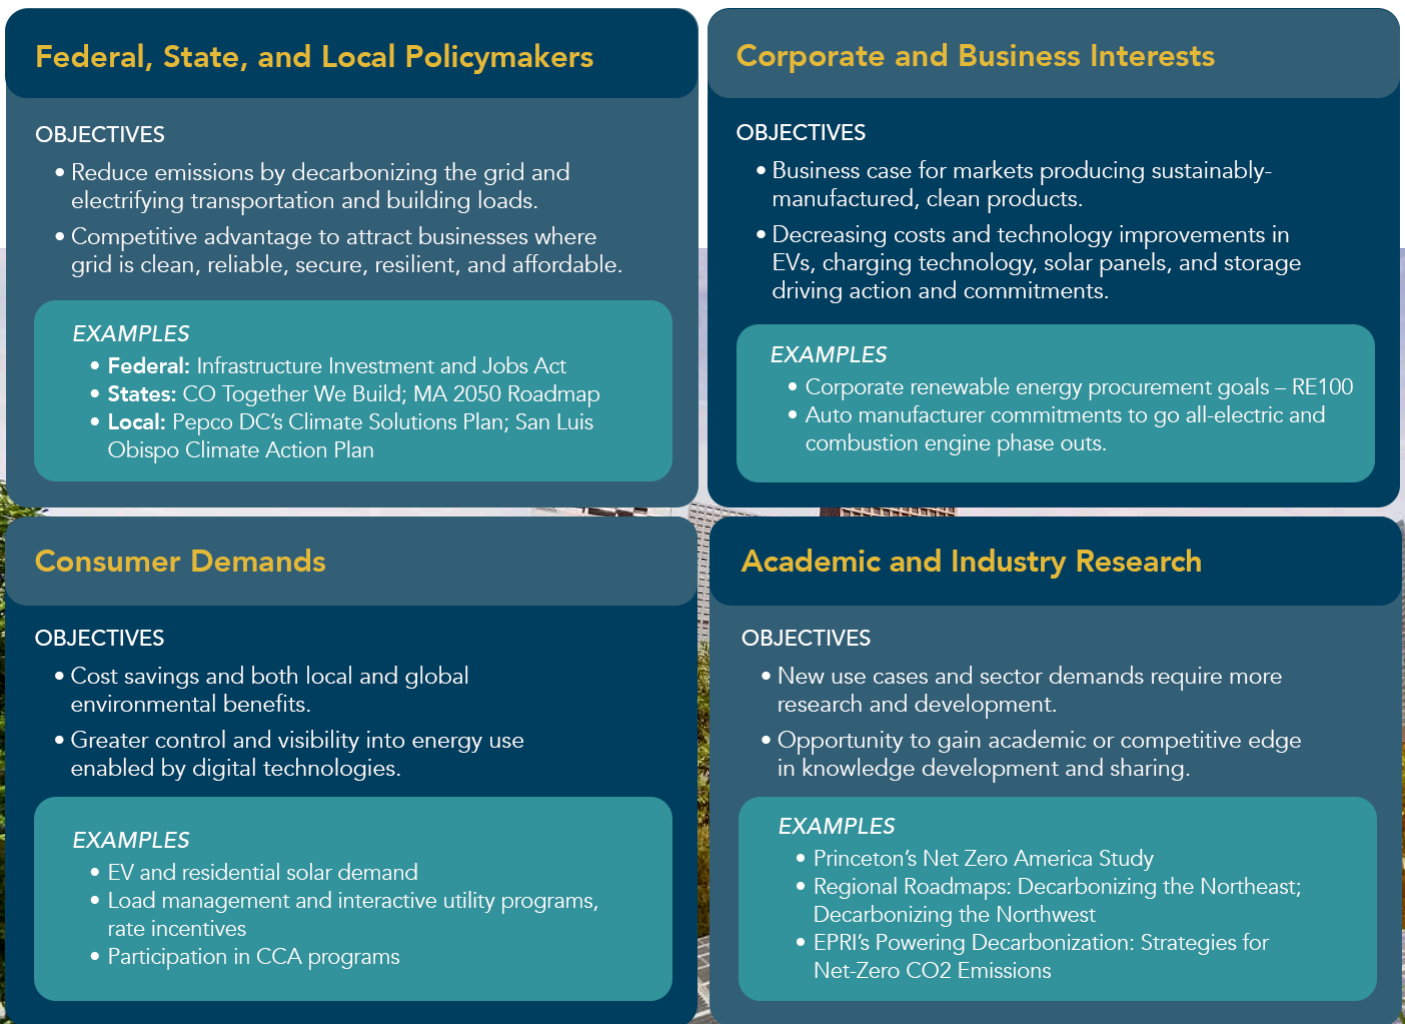 Federal, State, and Local Policymakers
OBJECTIVES
• Reduce emissions by decarbonizing the grid and
electrifying transportation and building loads.
• Competitive advantage to attract businesses where
grid is clean, reliable, secure, resilient, and affordable.
EXAMPLES
• Federal: Infrastructure Investment and Jobs Act
• States: CO Together We Build; MA 2050 Roadmap
• Local: Pepco DC’s Climate Solutions Plan; San Luis
Obispo Climate Action Plan
Corporate and Business Interests
OBJECTIVES
• Business case for markets producing sustainably-
manufactured, clean products.
• Decreasing costs and technology improvements in
EVs, charging technology, solar panels, and storage
driving action and commitments.
EXAMPLES
• Corporate renewable energy procurement goals – RE100
• Auto manufacturer commitments to go all-electric and
combustion engine phase outs.
Consumer Demands
OBJECTIVES
• Cost savings and both local and global
environmental benefits.
• Greater control and visibility into energy use
enabled by digital technologies.
EXAMPLES
• EV and residential solar demand
• Load management and interactive utility programs,
rate incentives
• Participation in CCA programs
Academic and Industry Research
OBJECTIVES
• New use cases and sector demands require more
research and development.
• Opportunity to gain academic or competitive edge
in knowledge development and sharing.
EXAMPLES
• Princeton’s Net Zero America Study
• Regional Roadmaps: Decarbonizing the Northeast;
Decarbonizing the Northwest
• EPRI’s Powering Decarbonization: Strategies for
Net-Zero CO2 Emissions